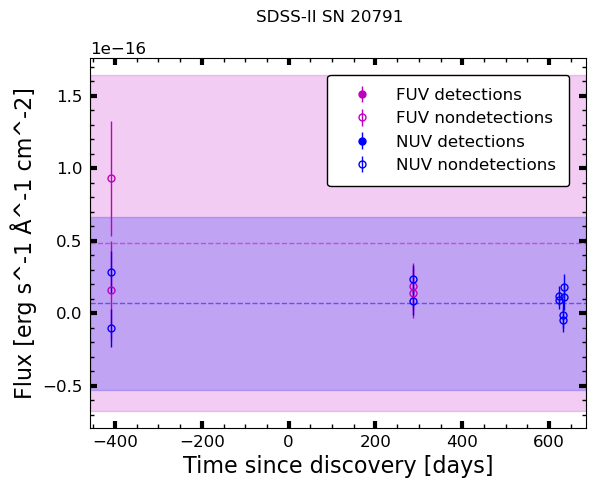 SDSS-II SN 20791
1e−16
FUV detections
FUV nondetections
NUV detections
NUV nondetections
1.5
1.0
0.5
0.0
−0.5
Flux [erg s^-1 Å^-1 cm^-2]
−400 −200 0 200 400 600
Time since discovery [days]